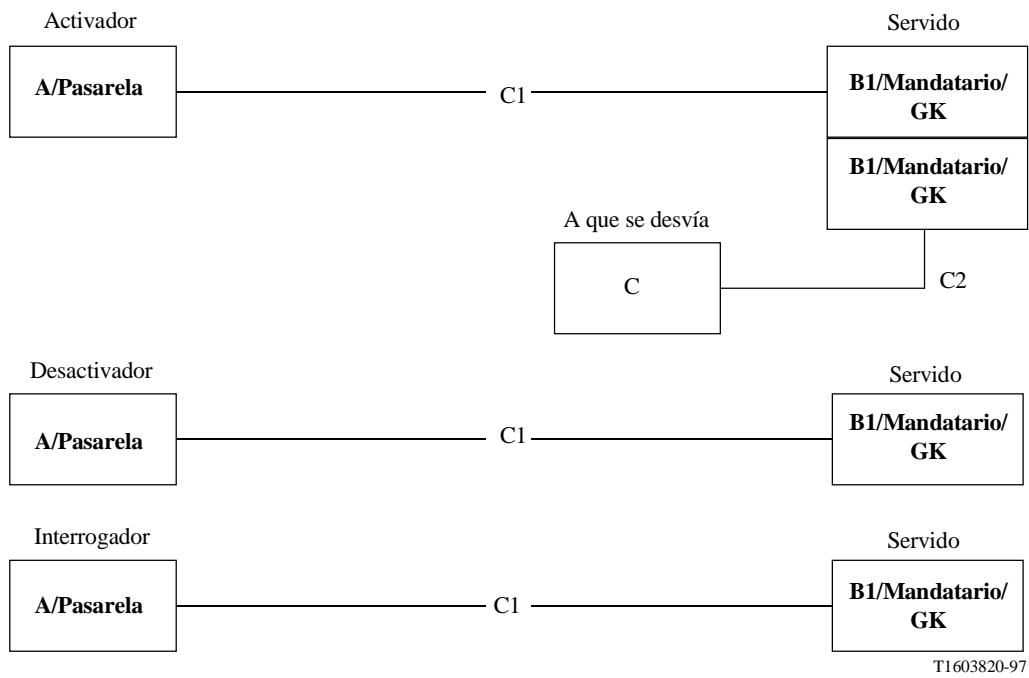 Activador
Servido
A/Pasarela
C1
B1/Mandatario/
GK
B1/Mandatario/
GK
A que se desvía
C
C2
Desactivador
Servido
A/Pasarela
C1
B1/Mandatario/
GK
Interrogador
Servido
A/Pasarela
C1
B1/Mandatario/
GK
T1603820-97